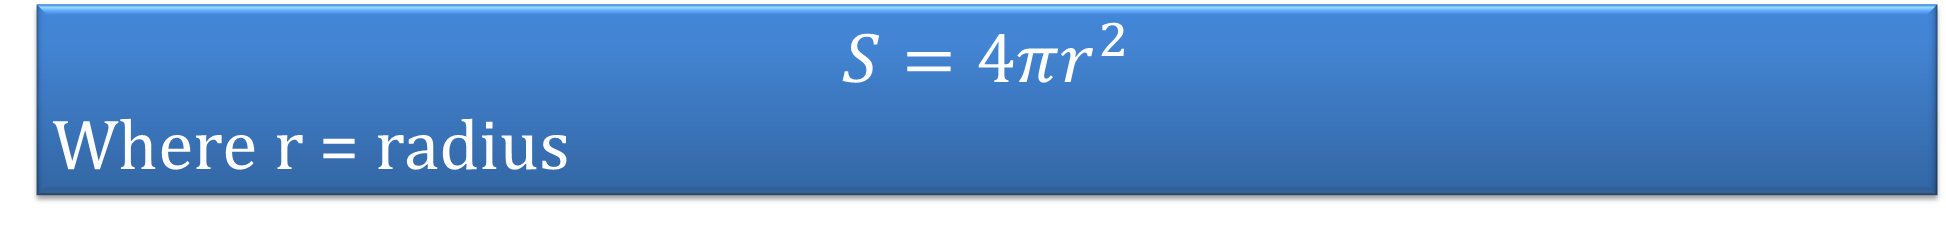 S = 4πr²
Where r = radius